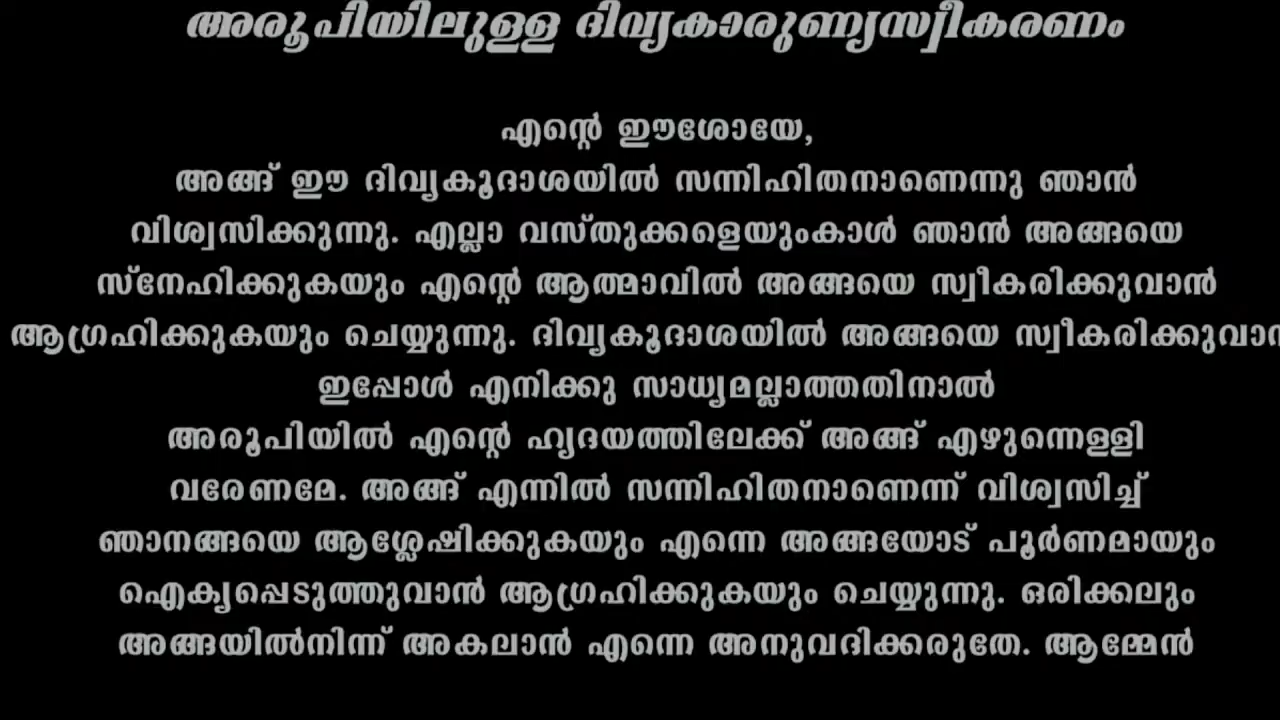 അരൂപിയിലുള്ള ദിവ്യകാരുണ്യസ്വീകരണം
എന്റെ ഈശോയേ,
അങ്ങ് ഈ ദിവ്യകൂദാശയിൽ സന്നിഹിതനാണെന്നു ഞാൻ
വിശ്വസിക്കുന്നു. എല്ലാ വസ്തുക്കളെയുംകാൾ ഞാൻ അങ്ങയെ
സ്നേഹിക്കുകയും എന്റെ ആത്മാവിൽ അങ്ങയെ സ്വീകരിക്കുവാൻ
ആഗ്രഹിക്കുകയും ചെയ്യുന്നു. ദിവ്യകൂദാശയിൽ അങ്ങയെ സ്വീകരിക്കുവാൻ
ഇപ്പോൾ എനിക്കു സാധ്യമല്ലാത്തതിനാൽ
അരൂപിയിൽ എന്റെ ഹൃദയത്തിലേക്ക് അങ്ങ് എഴുന്നെള്ളി
വരേണമേ. അങ്ങ് എന്നിൽ സന്നിഹിതനാണെന്ന് വിശ്വസിച്ച്
ഞാനങ്ങയെ ആശ്ലേഷിക്കുകയും എന്നെ അങ്ങയോട് പൂർണമായും
ഐക്യപ്പെടുത്തുവാൻ ആഗ്രഹിക്കുകയും ചെയ്യുന്നു. ഒരിക്കലും
അങ്ങയിൽനിന്ന് അകലാൻ എന്നെ അനുവദിക്കരുതേ. ആമ്മേൻ